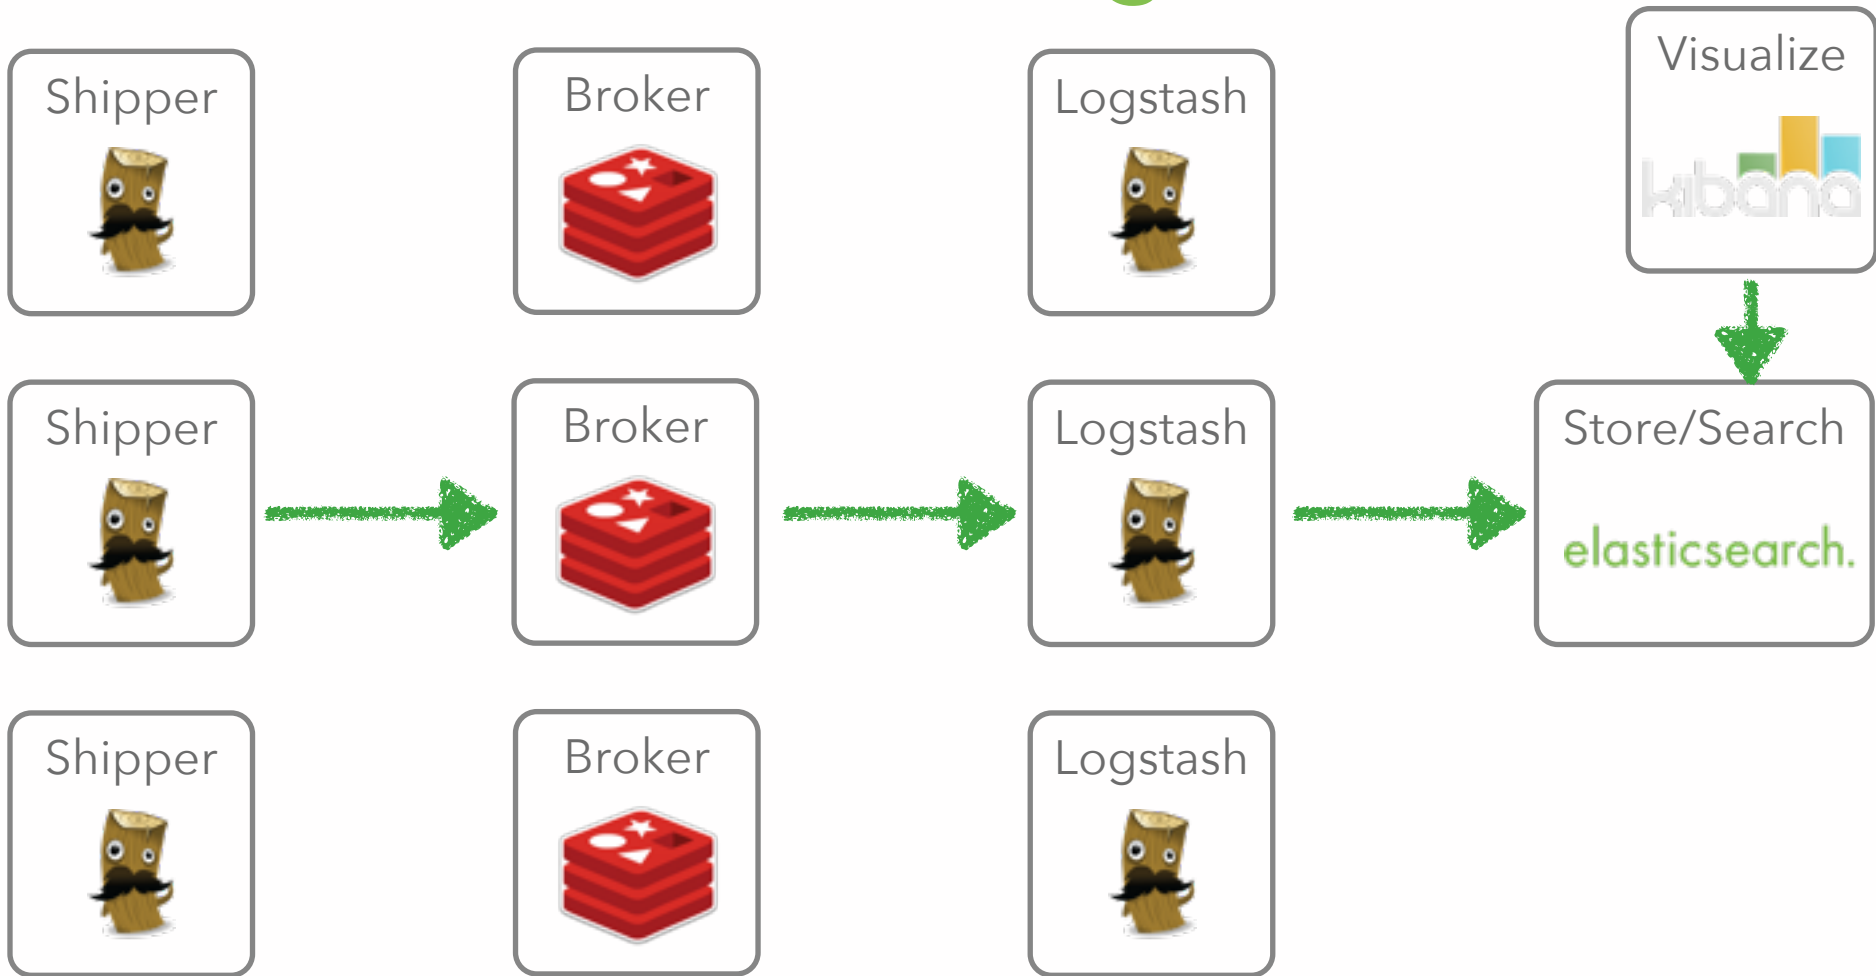 Shipper
Broker
Logstash
Visualize
kibana
Shipper
Broker
Logstash
Store/Search
elasticsearch.
Shipper
Broker
Logstash